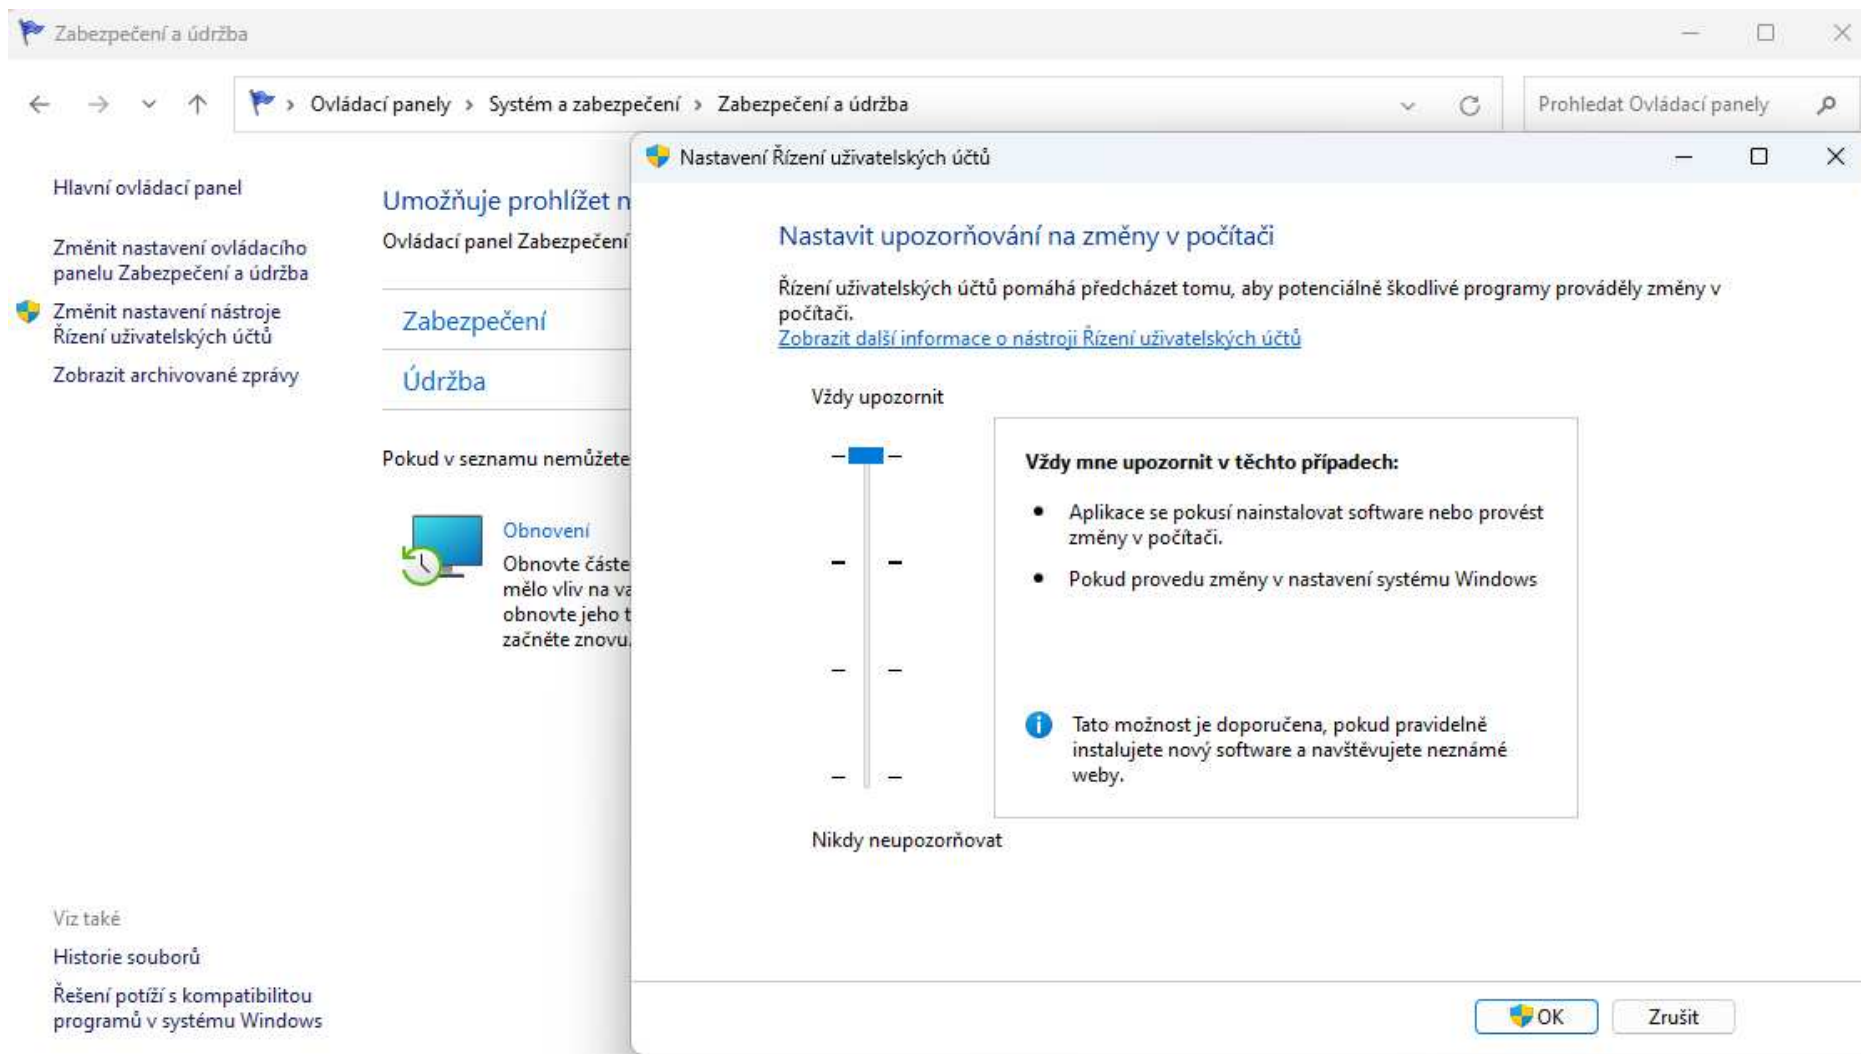 Zabezpečení a údržba
Ovládací panely > Systém a zabezpečení > Zabezpečení a údržba
Prohledat Ovládací panely
Hlavní ovládací panel
Změnit nastavení ovládacího
panelu Zabezpečení a údržba
Změnit nastavení nástroje
Řízení uživatelských účtů
Zobrazit archivované zprávy
Viz také
Historie souborů
Řešení potíží s kompatibilitou
programů v systému Windows
Umožňuje prohlížet n
Ovládací panel Zabezpečení
Zabezpečení
Údržba
Pokud v seznamu nemůžete
Obnovení
Obnovte částe
mělo vliv na va
obnovte jeho t
začněte znovu.
Nastavení Řízení uživatelských účtů
Nastavit upozorňování na změny v počítači
Řízení uživatelských účtů pomáhá předcházet tomu, aby potenciálně škodlivé programy prováděly změny v
počítači.
Zobrazit další informace o nástroji Řízení uživatelských účtů
Vždy upozornit
Vždy mne upozornit v těchto případech:
• Aplikace se pokusí nainstalovat software nebo provést
změny v počítači.
• Pokud provedu změny v nastavení systému Windows
Tato možnost je doporučena, pokud pravidelně
instalujete nový software a navštěvujete neznámé
weby.
Nikdy neupozorňovat
OK
Zrušit